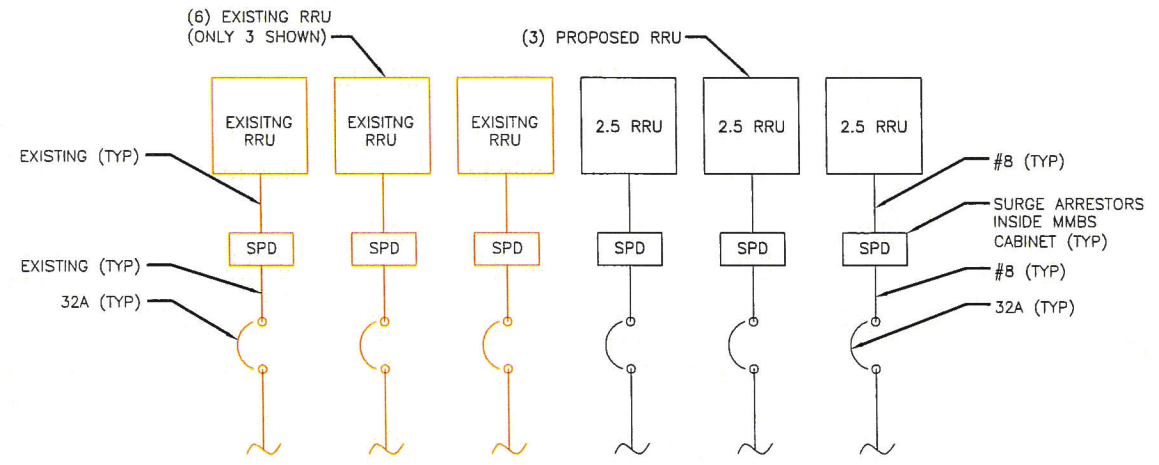 (6) EXISTING RRU
(ONLY 3 SHOWN)
(3) PROPOSED RRU
EXISITNG
RRU
EXISITNG
RRU
EXISITNG
RRU
2.5 RRU
2.5 RRU
2.5 RRU
EXISTING (TYP)
#8 (TYP)
SPD
SPD
SPD
SPD
SPD
SPD
SURGE ARRESTORS
INSIDE MMBS
CABINET (TYP)
EXISTING (TYP)
#8 (TYP)
32A (TYP)
32A (TYP)